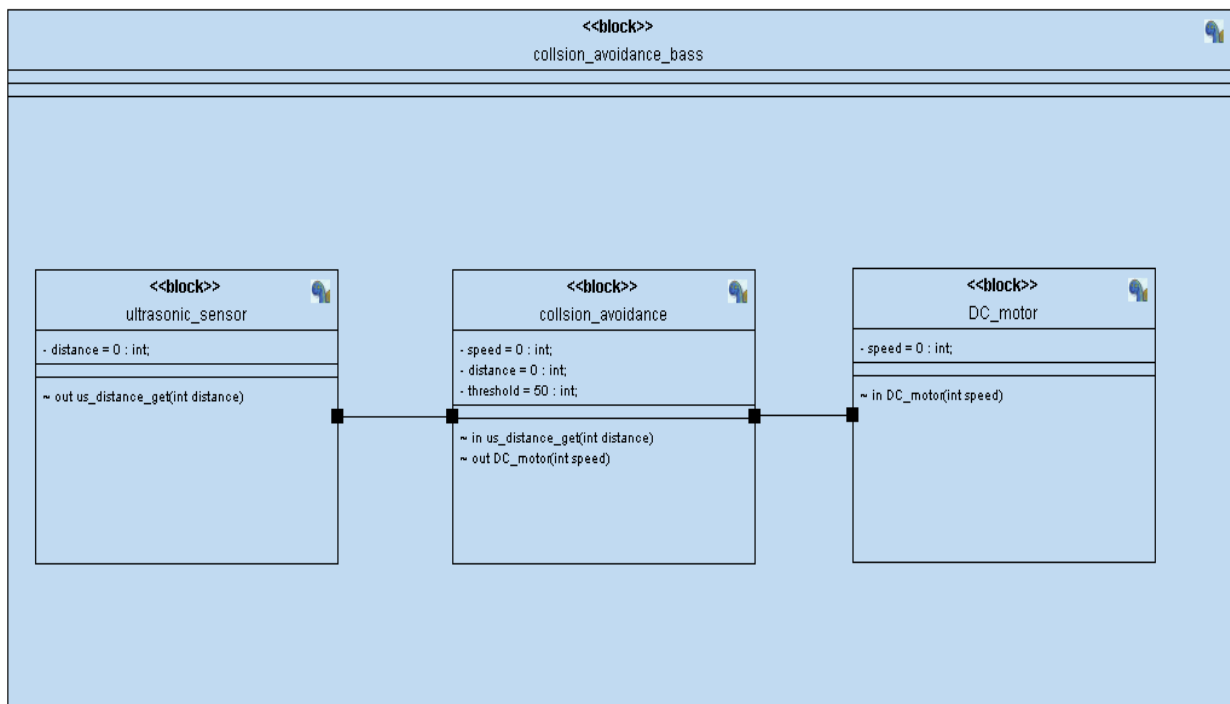 <<block>>
collsion_avoidance_bass
<<block>>
ultrasonic_sensor
- distance = 0 : int;
~ out us_distance_get(int distance)
<<block>>
collsion_avoidance
- speed = 0 : int;
- distance = 0 : int;
- threshold = 50 : int;
~ in us_distance_get(int distance)
~ out DC_motor(int speed)
<<block>>
DC_motor
- speed = 0 : int;
~ in DC_motor(int speed)